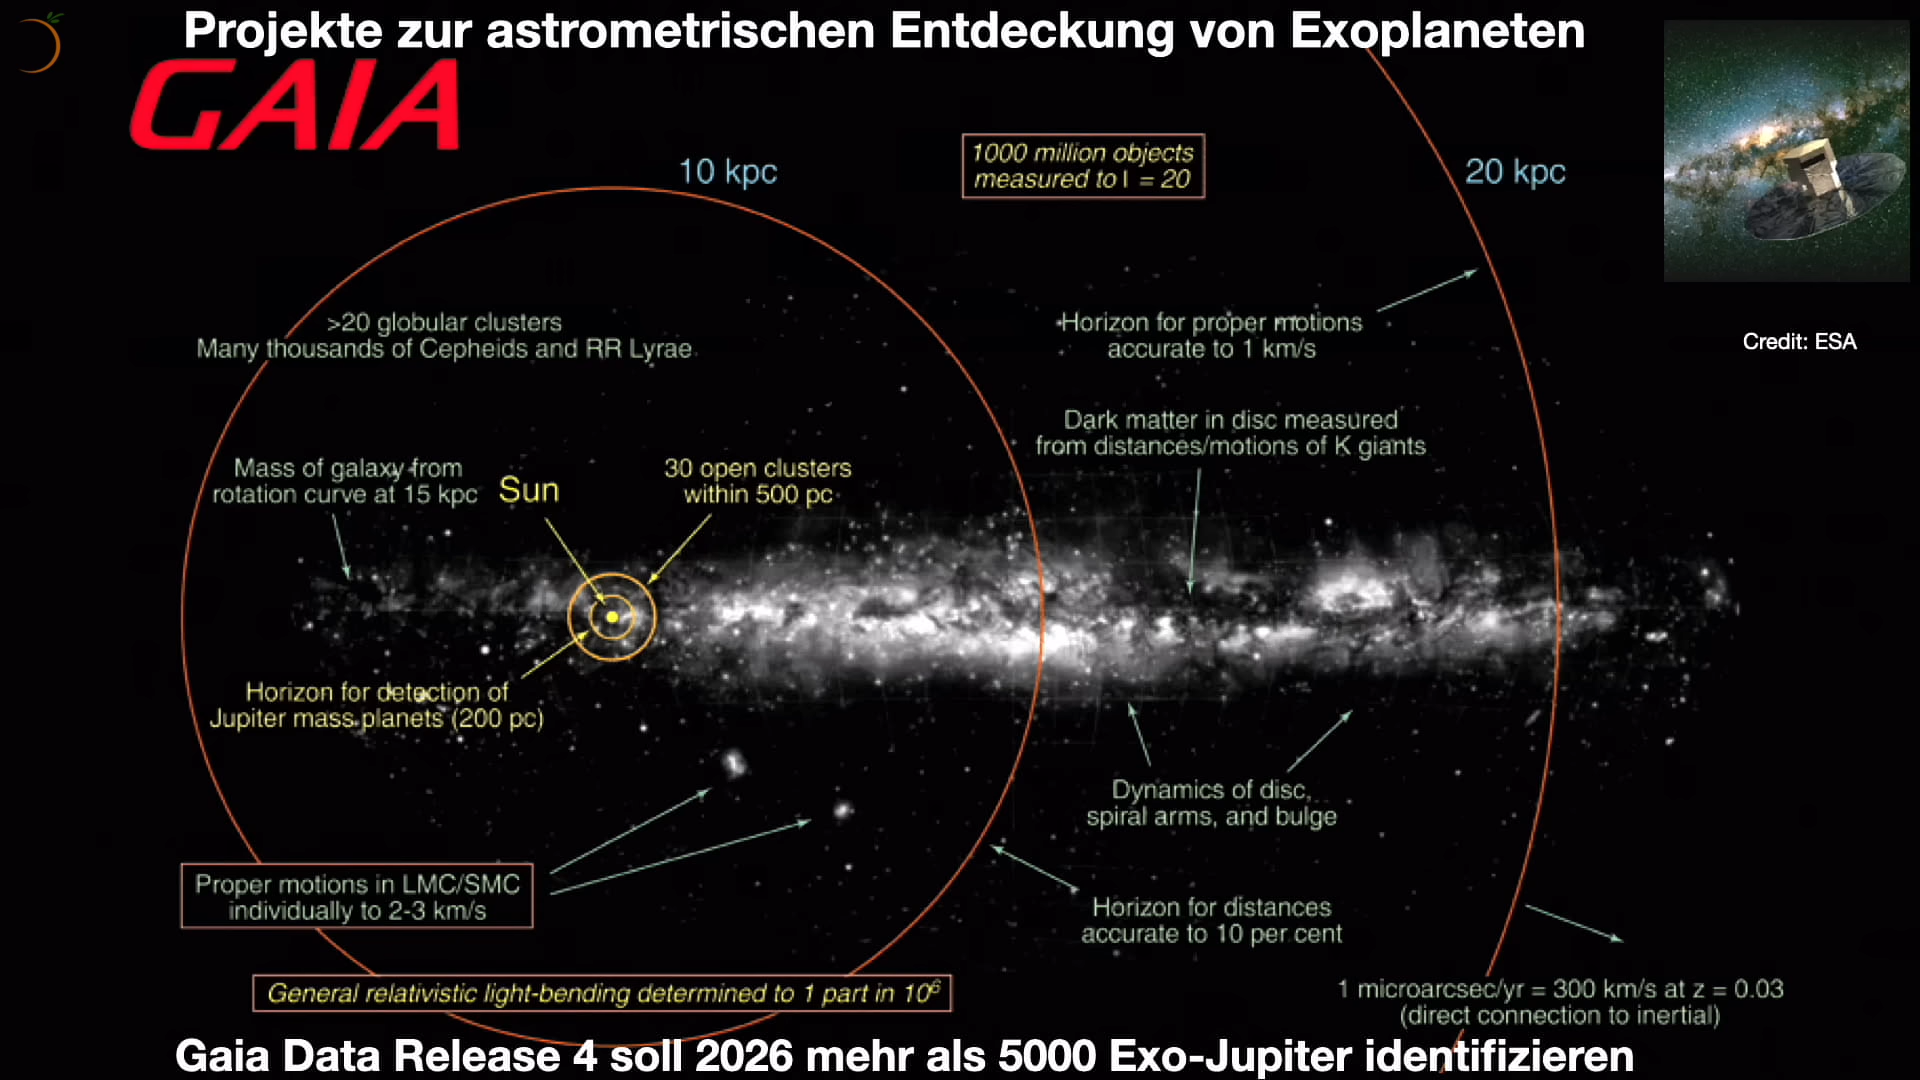 Projekte zur astrometrischen Entdeckung von Exoplaneten
GAIA
10 kpc
1000 million objects
measured to I = 20
20 kpc
>20 globular clusters
Many thousands of Cepheids and RR Lyrae
Horizon for proper motions
accurate to 1 km/s
Credit: ESA
Dark matter in disc measured
from distances/motions of K giants
Mass of galaxy from
rotation curve at 15 kpc
Sun
30 open clusters
within 500 pc
Horizon for detection of
Jupiter mass planets (200 pc)
Dynamics of disc,
spiral arms, and bulge
Proper motions in LMC/SMC
individually to 2-3 km/s
Horizon for distances
accurate to 10 per cent
General relativistic light-bending determined to 1 part in 10⁶
1 microarcsec/yr = 300 km/s at z = 0.03
(direct connection to inertial)
Gaia Data Release 4 soll 2026 mehr als 5000 Exo-Jupiter identifizieren